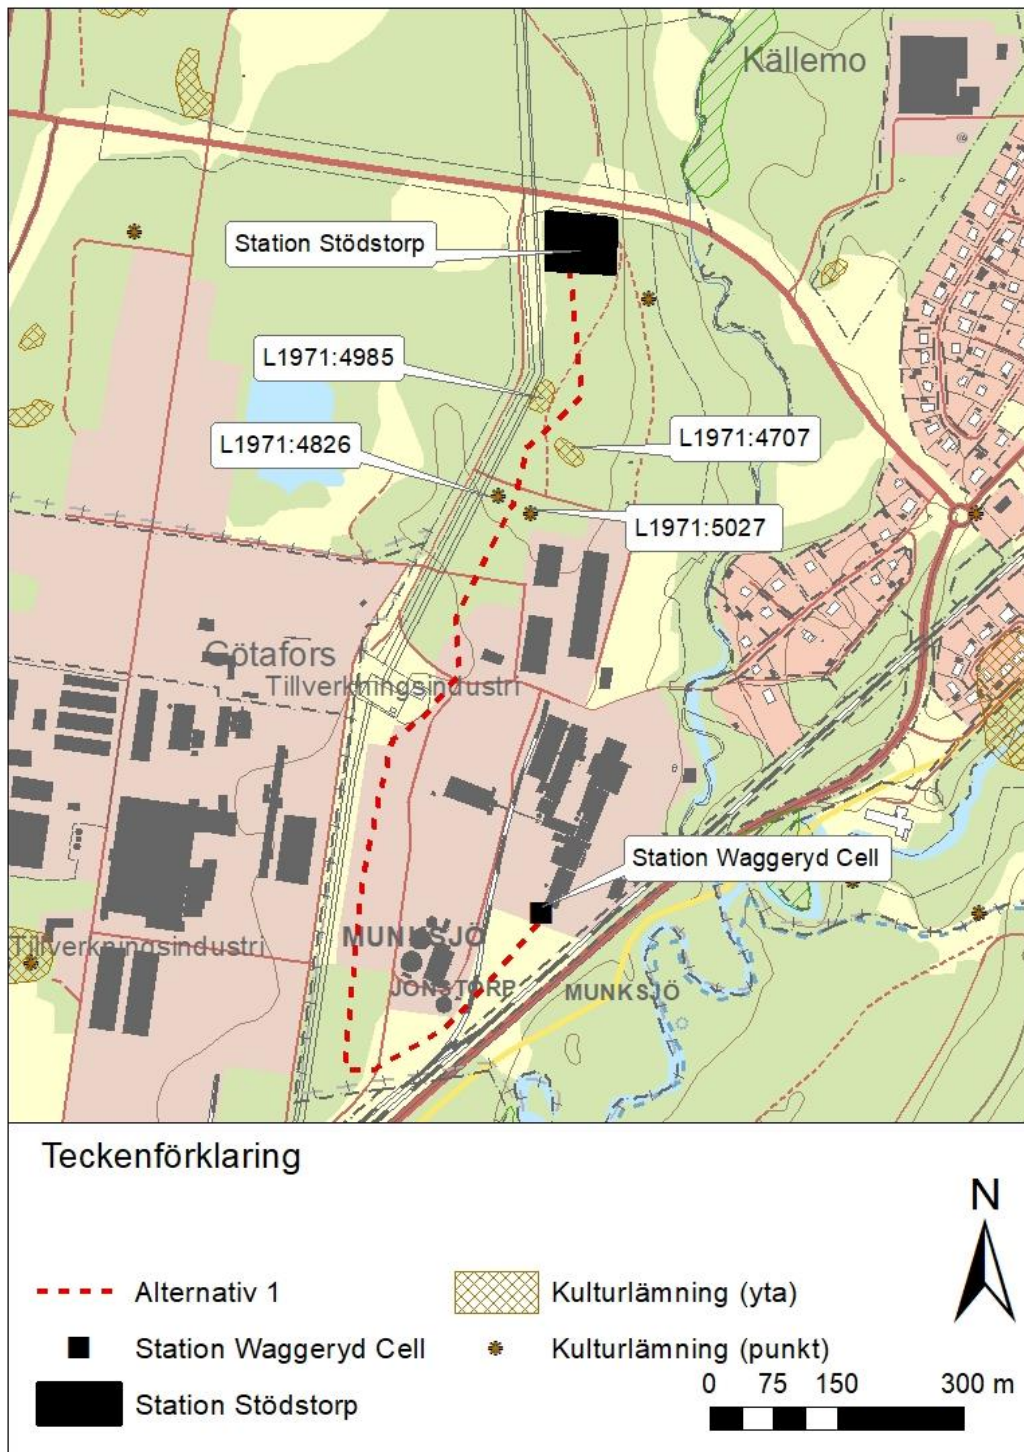 Källemo
Station Stödstorp
L1971:4985
L1971:4826
L1971:4707
L1971:5027
Götafors
Tillverkningsindustri
Station Waggeryd Cell
MUNKSJÖ
Tillverkningsindustri
JONSTORP
MUNKSJÖ
Teckenförklaring
N
Alternativ 1
Kulturlämning (yta)
Station Waggeryd Cell
Kulturlämning (punkt)
Station Stödstorp
0 75 150 300 m